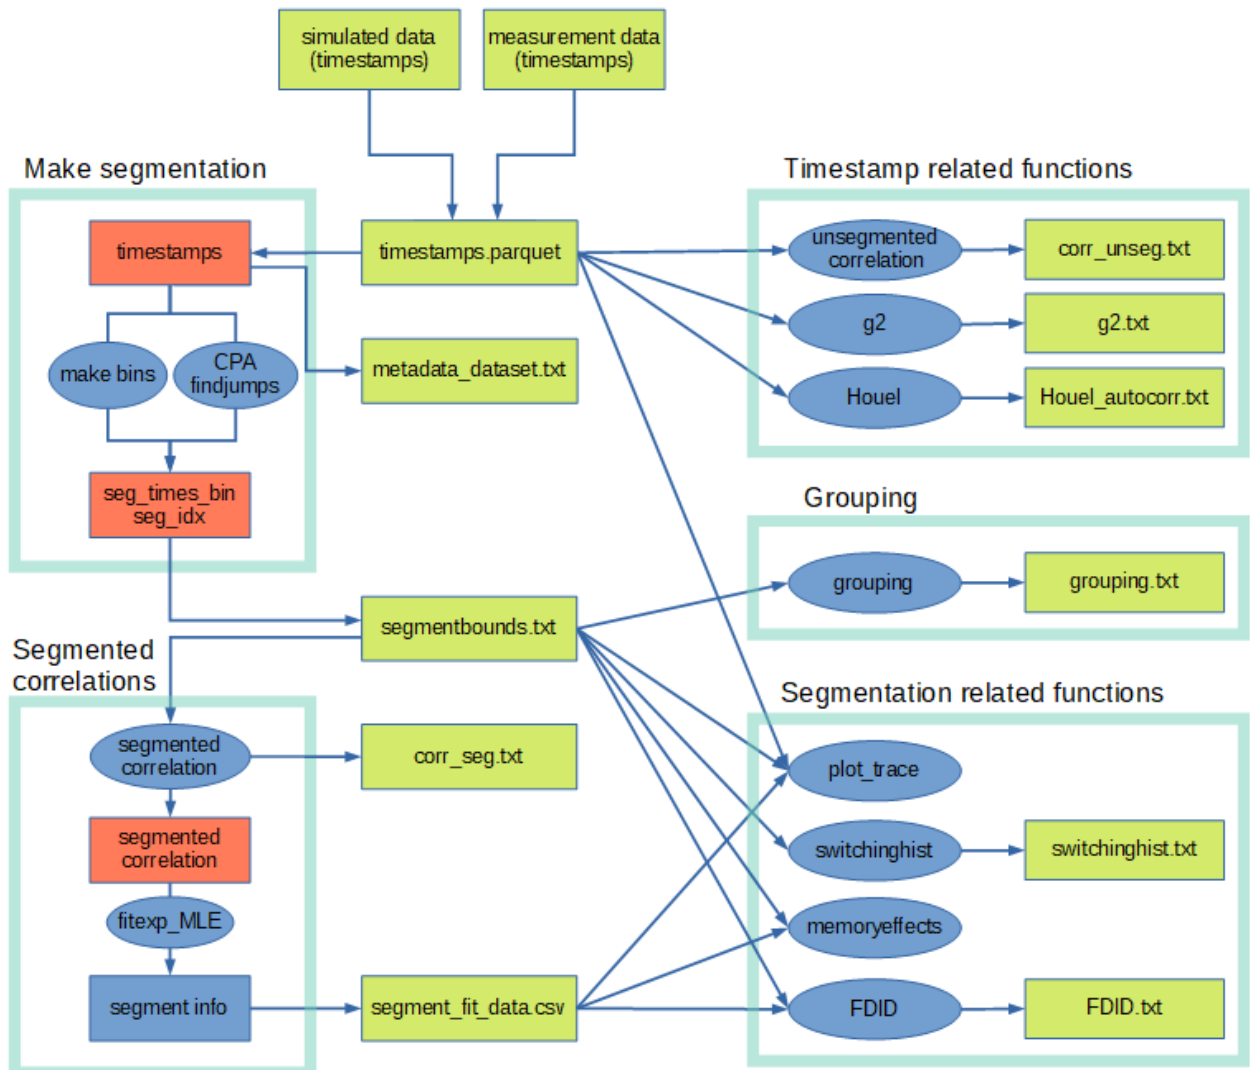 simulated data
(timestamps)
measurement data
(timestamps)
Make segmentation
timestamps
make bins
CPA
findjumps
seg_times_bin
seg_idx
timestamps.parquet
metadata_dataset.txt
Timestamp related functions
unsegmented
correlation
corr_unseg.txt
g2
g2.txt
Houel
Houel_autocorr.txt
Grouping
grouping
grouping.txt
segmentbounds.txt
Segmented
correlations
segmented
correlation
corr_seg.txt
segmented
correlation
fitexp_MLE
segment info
segment_fit_data.csv
Segmentation related functions
plot_trace
switchinghist
switchinghist.txt
memoryeffects
FDID
FDID.txt